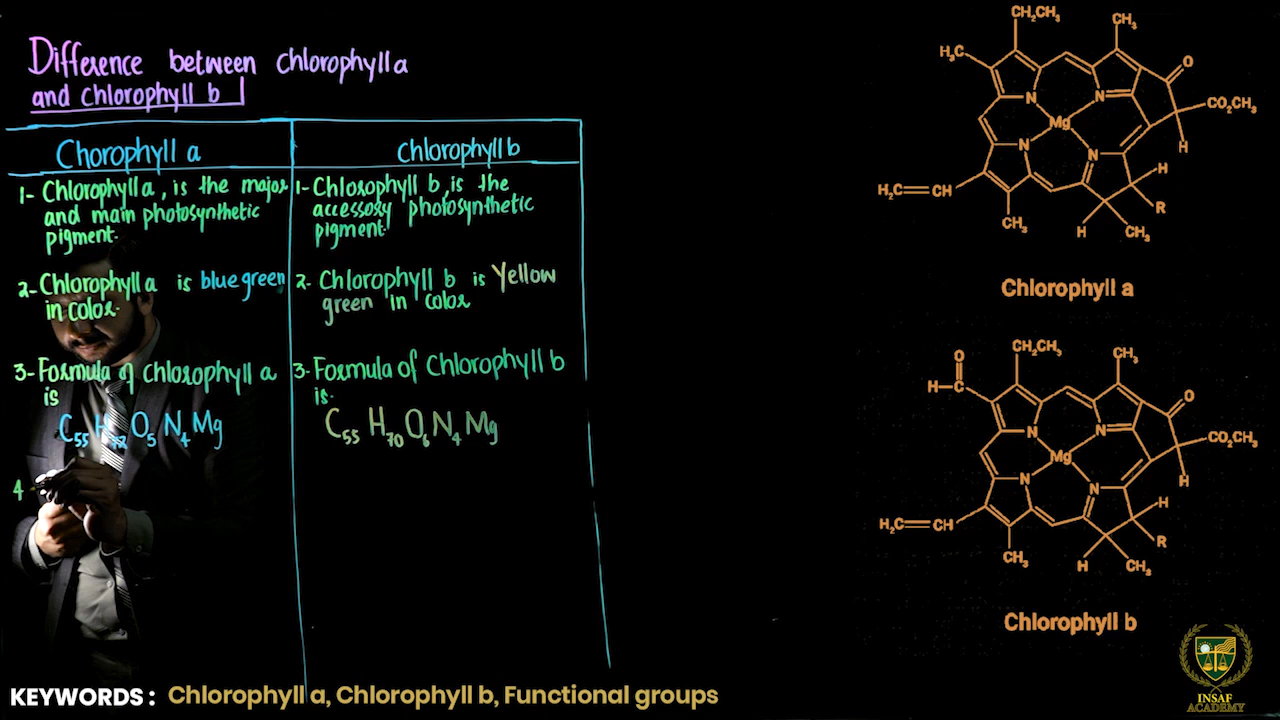 Difference between chlorophyll a
and chlorophyll b
Chorophyll a
Chlorophyll b
1- Chlorophyll a, is the major
and main photosynthetic
pigment.
1- Chlorophyll b, is the
accessory photosynthetic
pigment.
2- Chlorophyll a is blue green
in color.
2. Chlorophyll b is Yellow
green in color
3- Formula of chlorophyll a
is
C55 H72 O5 N4 Mg
3. Formula of Chlorophyll b
is.
C55 H70 O6 N4 Mg
4
CH2CH3
CH3
H3C
O
N
N
Mg
CO2CH3
N
N
H
H
H2C=CH
R
CH3
H
CH3
Chlorophyll a
O
CH2CH3
CH3
H-C
O
N
N
Mg
CO2CH3
N
N
H
H
H2C=CH
R
CH3
H
CH3
Chlorophyll b
KEYWORDS : Chlorophyll a, Chlorophyll b, Functional groups
INSAF
ACADEMY